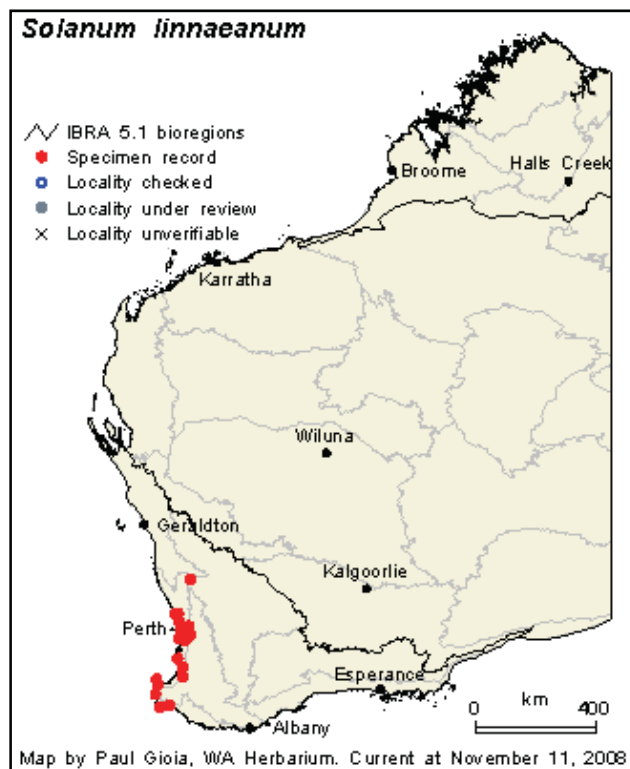 Solanum linnaeanum
IBRA 5.1 bioregions
Specimen record
Locality checked
Locality under review
Locality unverifiable
Broome
Halls Creek
Karratha
Wiluna
Geraldton
Kalgoorlie
Perth
Esperance
Albany
km
0 400
Map by Paul Gioia, WA Herbarium. Current at November 11, 2008